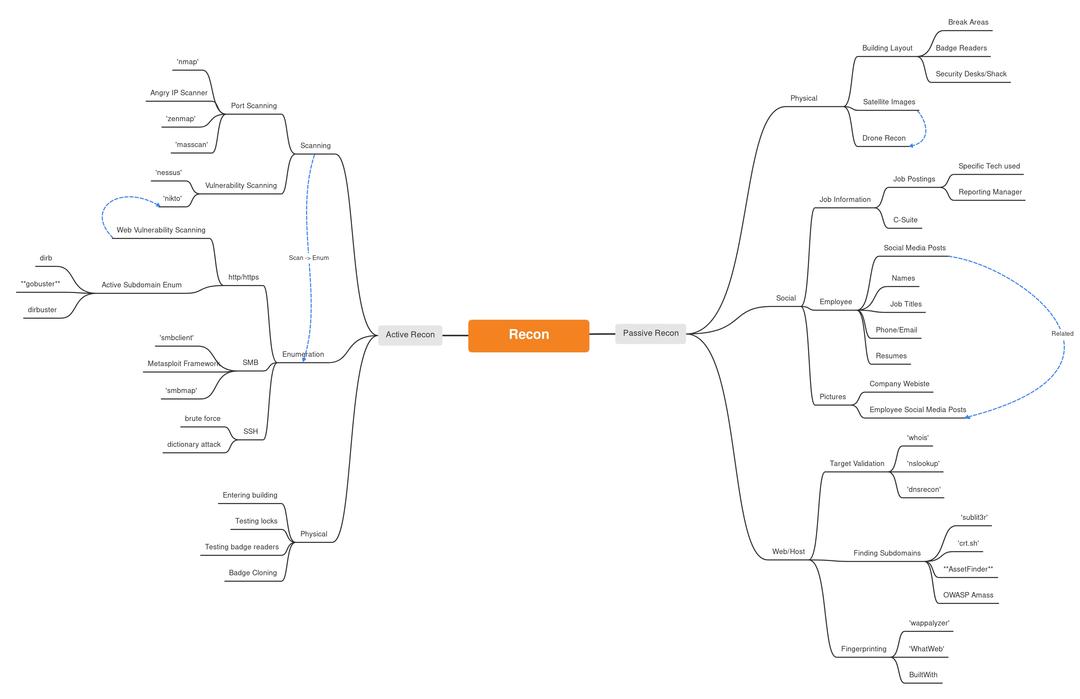 Recon
Active Recon
Scanning
Port Scanning
'nmap'
Angry IP Scanner
'zenmap'
'masscan'
Vulnerability Scanning
'nessus'
'nikto'
Scan -> Enum
Enumeration
http/https
Web Vulnerability Scanning
Active Subdomain Enum
dirb
**gobuster**
dirbuster
SMB
'smbclient'
Metasploit Framework
'smbmap'
SSH
brute force
dictionary attack
Physical
Entering building
Testing locks
Testing badge readers
Badge Cloning
Passive Recon
Physical
Building Layout
Break Areas
Badge Readers
Security Desks/Shack
Satellite Images
Drone Recon
Social
Job Information
Job Postings
Specific Tech used
Reporting Manager
C-Suite
Employee
Social Media Posts
Names
Job Titles
Phone/Email
Resumes
Related
Pictures
Company Webiste
Employee Social Media Posts
Web/Host
Target Validation
'whois'
'nslookup'
'dnsrecon'
Finding Subdomains
'sublit3r'
'crt.sh'
**AssetFinder**
OWASP Amass
Fingerprinting
'wappalyzer'
'WhatWeb'
BuiltWith